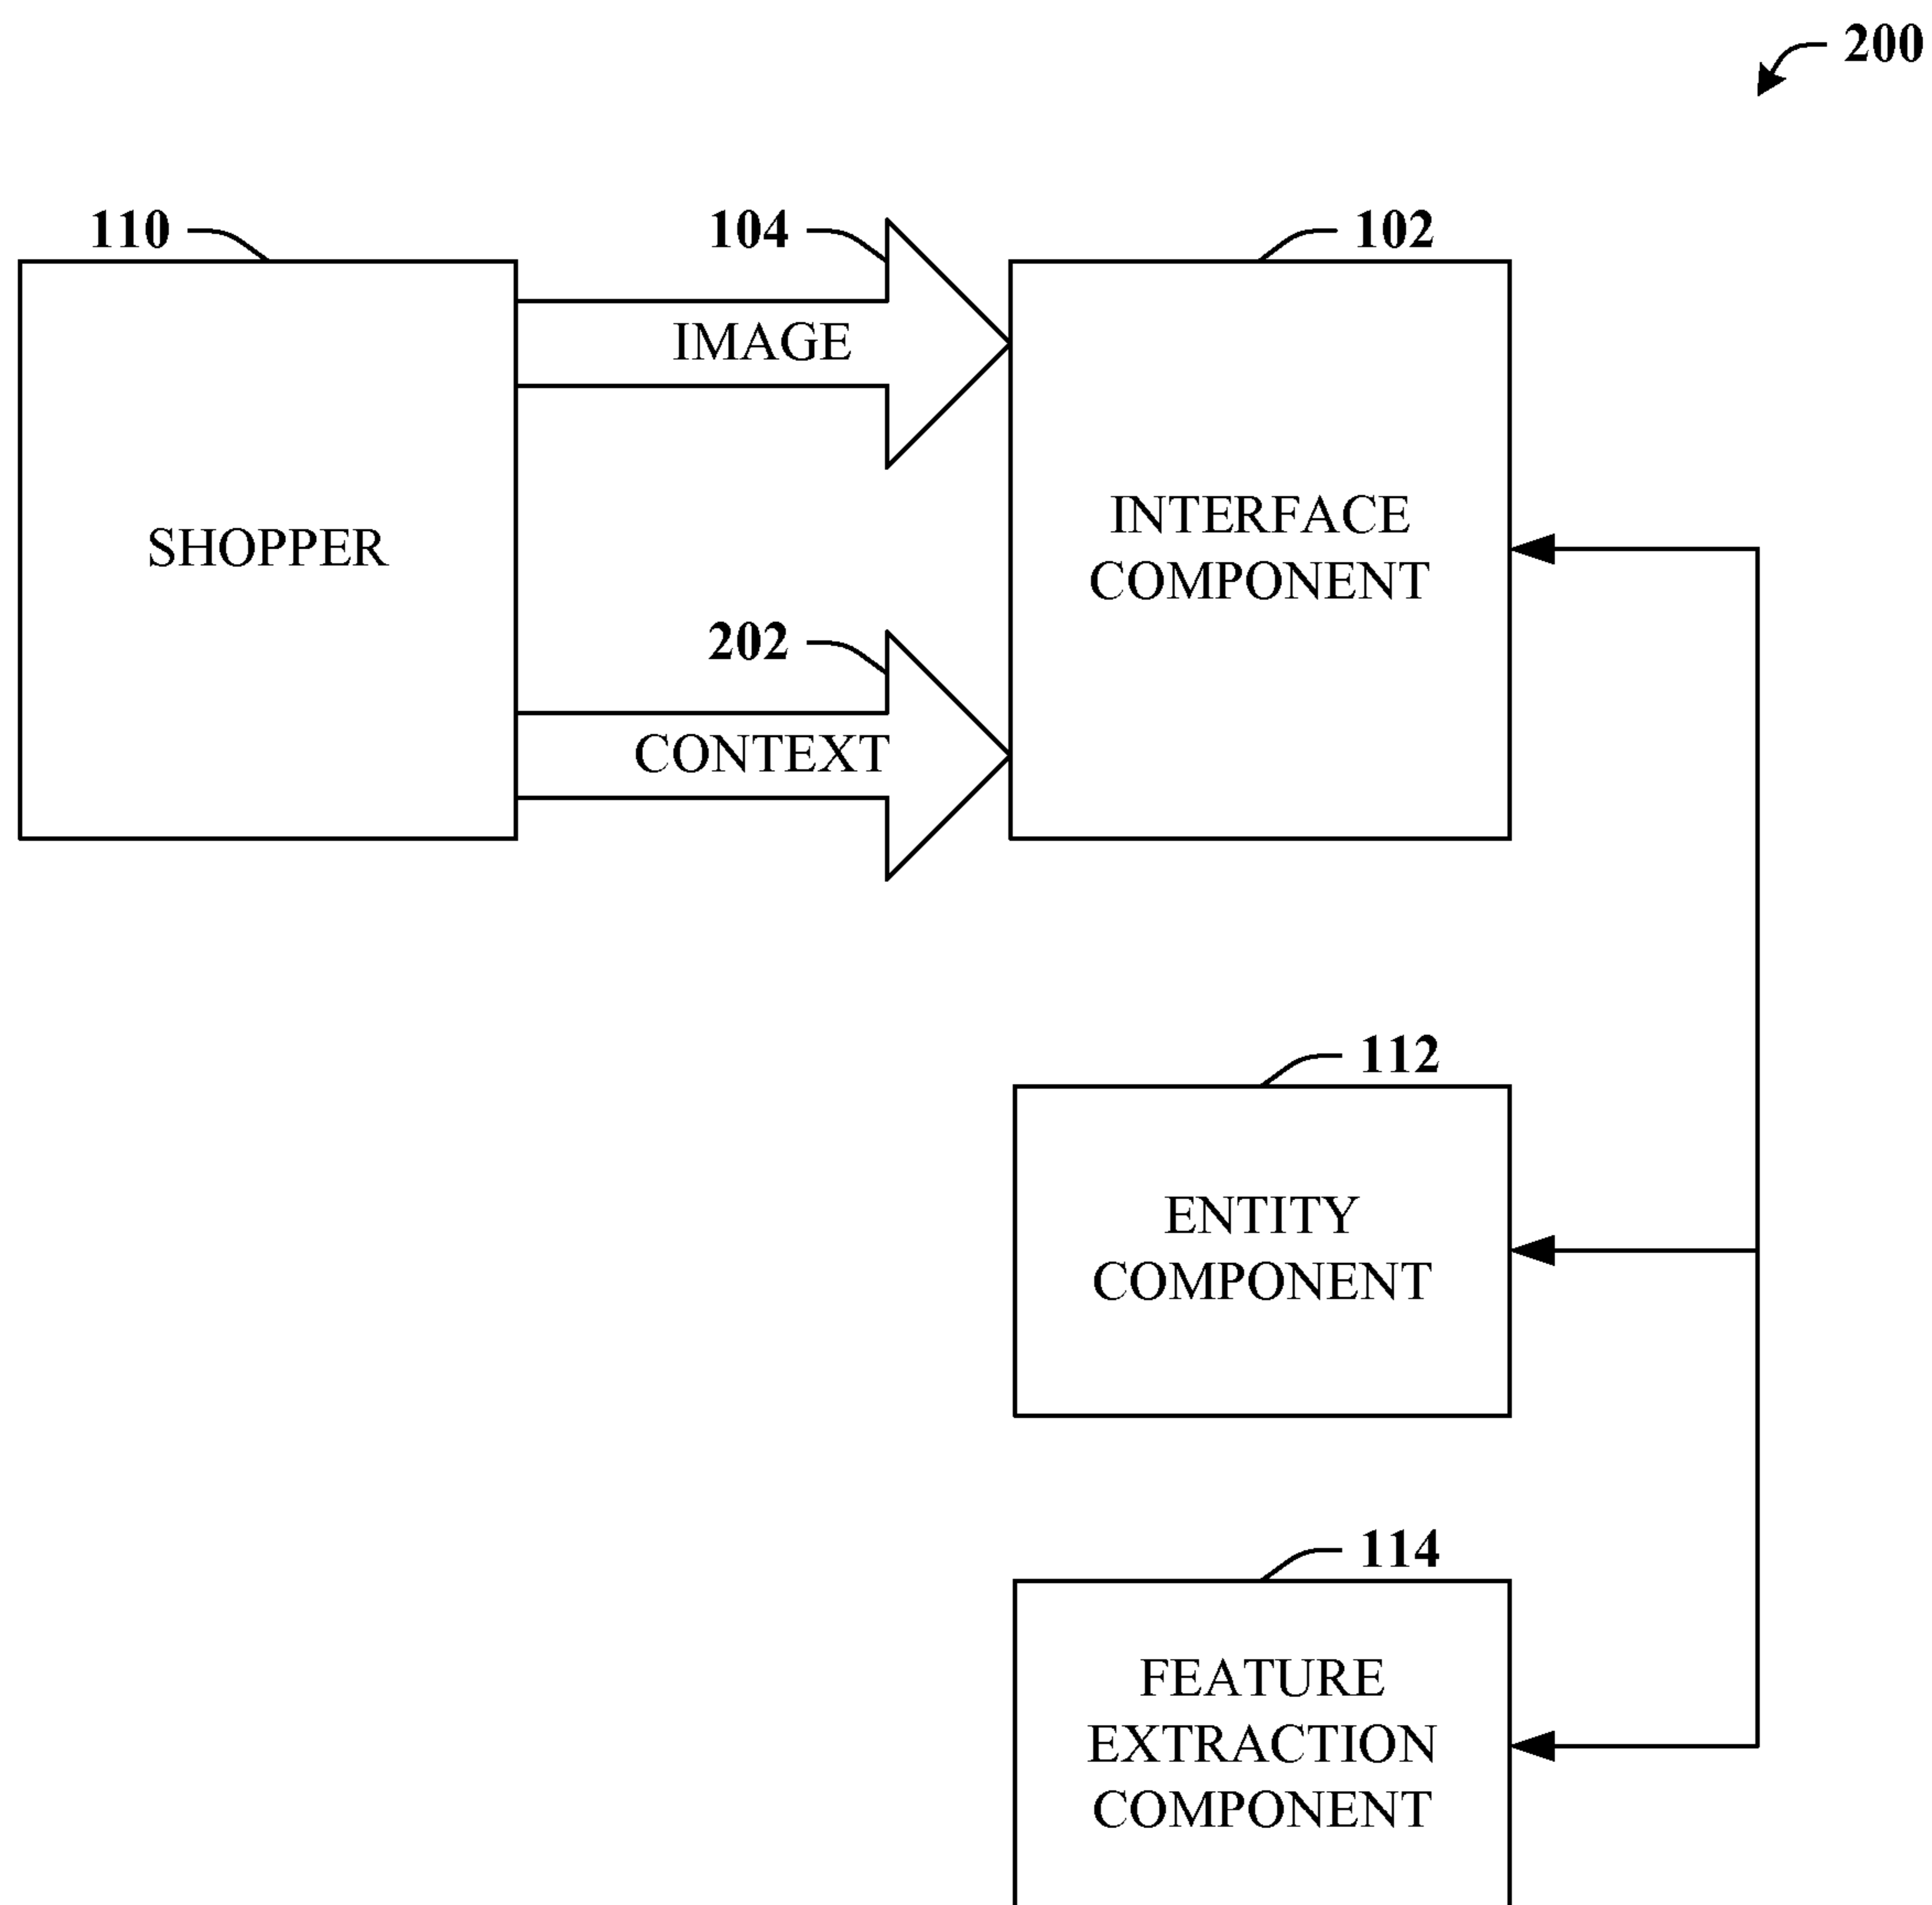 200
110
104
102
IMAGE
SHOPPER
INTERFACE
COMPONENT
202
CONTEXT
112
ENTITY
COMPONENT
114
FEATURE
EXTRACTION
COMPONENT